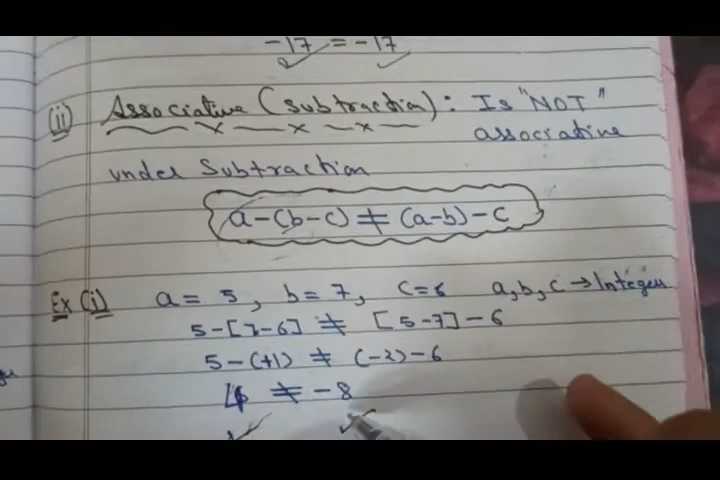 -17 = -17
(ii) Associative (Subtraction): Is "NOT"
associative
under Subtraction
a-(b-c) ≠ (a-b)-c
Ex (i) a = 5, b = 7, c = 6 a, b, c → Integers
5-[7-6] ≠ [5-7]-6
5-(+1) ≠ (-2)-6
4 ≠ -8